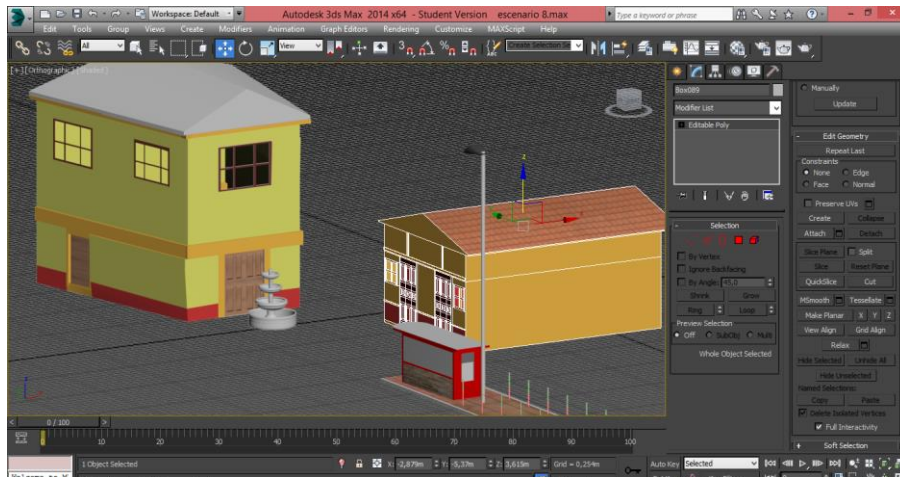 Workspace: Default
Autodesk 3ds Max 2014 x64 - Student Version escenario 8.max
Type a keyword or phrase
Edit Tools Group Views Create Modifiers Animation Graph Editors Rendering Customize MAXScript Help
All
View
Create Selection Se
[+][Orthographic][Shaded]
Box089
Modifier List
Editable Poly
- Selection
By Vertex
Ignore Backfacing
By Angle: 45,0
Shrink Grow
Ring Loop
Preview Selection
Off SubObj Multi
Whole Object Selected
Manually
Update
- Edit Geometry
Repeat Last
Constraints
None Edge
Face Normal
Preserve UVs
Create Collapse
Attach Detach
Slice Plane Split
Slice Reset Plane
QuickSlice Cut
MSmooth Tessellate
Make Planar X Y Z
View Align Grid Align
Relax
Hide Selected Unhide All
Hide Unselected
Named Selections:
Copy Paste
Delete Isolated Vertices
Full Interactivity
+ Soft Selection
z
z
< 0 / 100 >
0 10 20 30 40 50 60 70 80 90 100
1 Object Selected
X: -2,879m Y: -5,37m Z: 3,615m Grid = 0,254m
Auto Key Selected